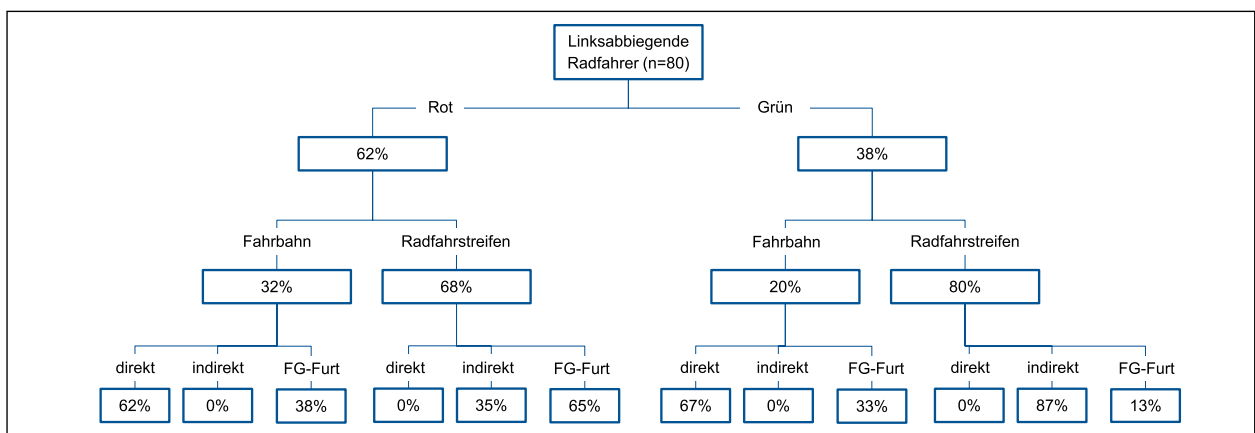 Linksabbiegende
Radfahrer (n=80)
Rot
Grün
62%
38%
Fahrbahn
Radfahrstreifen
Fahrbahn
Radfahrstreifen
32%
68%
20%
80%
direkt
indirekt
FG-Furt
direkt
indirekt
FG-Furt
direkt
indirekt
FG-Furt
direkt
indirekt
FG-Furt
62%
0%
38%
0%
35%
65%
67%
0%
33%
0%
87%
13%